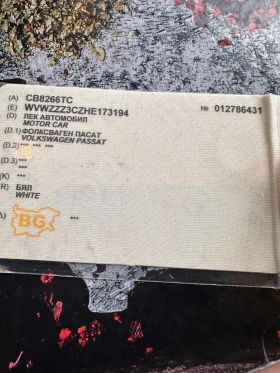 (A) CB8266TC
(E) WVWZZZ3CZHE173194 № 012786431
(D) ЛЕК АВТОМОБИЛ
MOTOR CAR
(D.1) ФОЛКСВАГЕН ПАСАТ
VOLKSWAGEN PASSAT
(D.2) *** *** ***
***
(D.3) ***
***
(K) ***
(R) БЯЛ
WHITE
BG ***